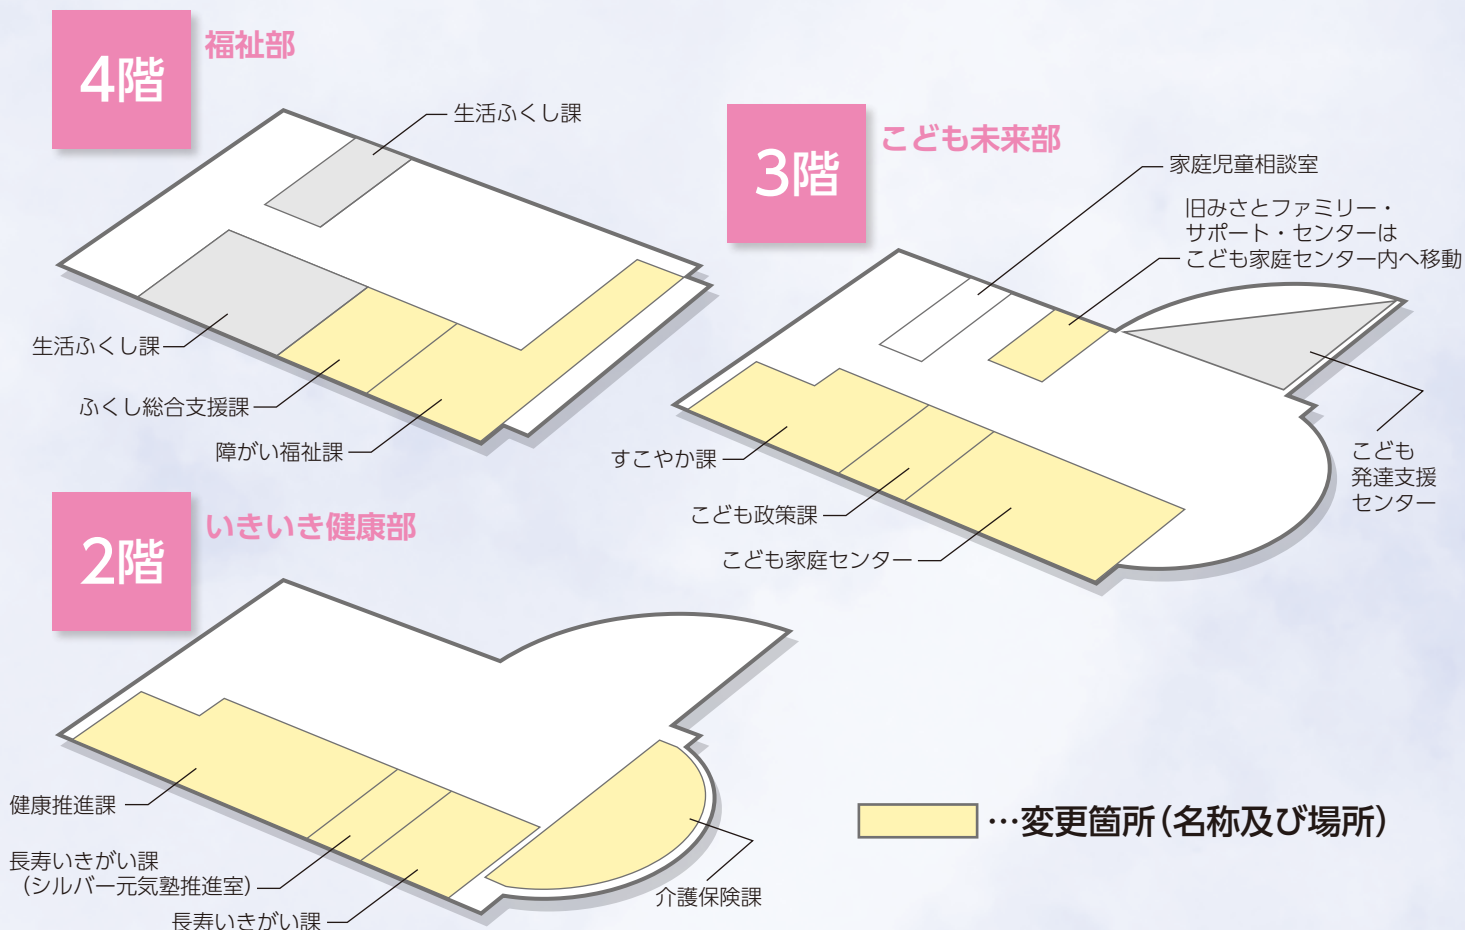 4階
福祉部
生活ふくし課
生活ふくし課
ふくし総合支援課
障がい福祉課
3階
こども未来部
家庭児童相談室
旧みさとファミリー・
サポート・センターは
こども家庭センター内へ移動
すこやか課
こども政策課
こども家庭センター
こども
発達支援
センター
2階
いきいき健康部
健康推進課
長寿いきがい課
（シルバー元気塾推進室）
長寿いきがい課
介護保険課
…変更箇所（名称及び場所）